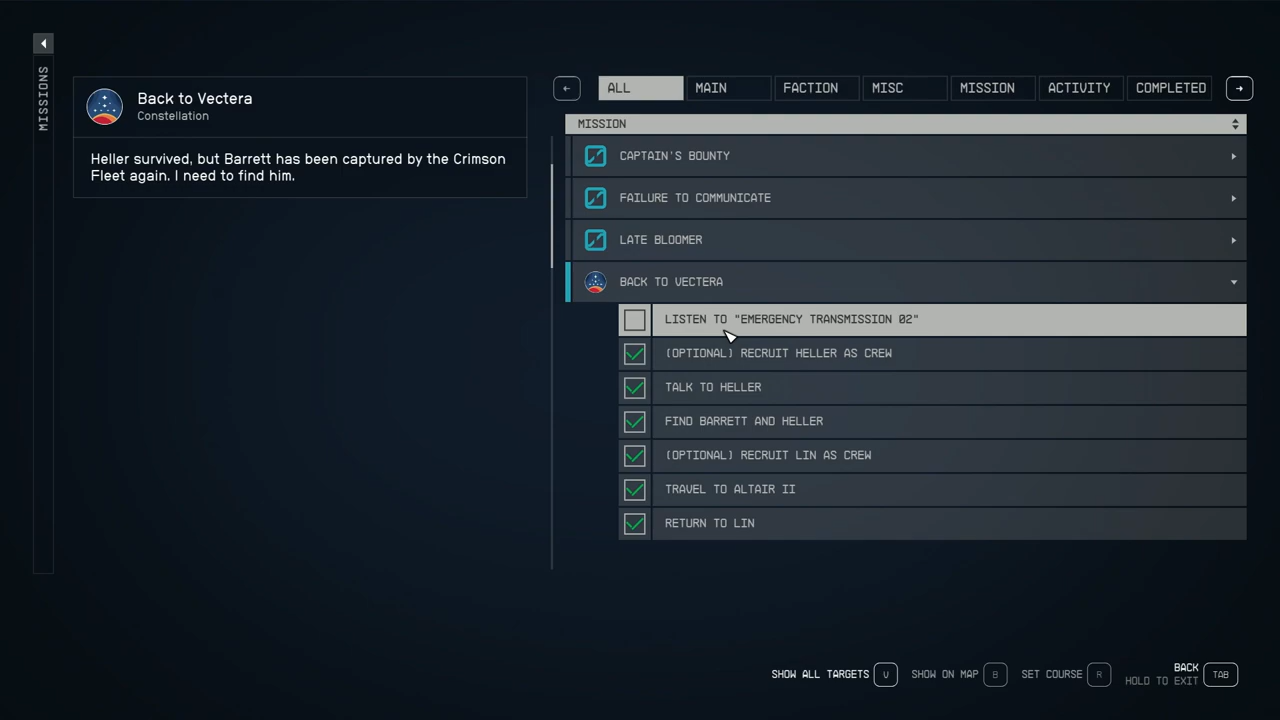 MISSIONS
Back to Vectera
Constellation
Heller survived, but Barrett has been captured by the Crimson
Fleet again. I need to find him.
ALL
MAIN
FACTION
MISC
MISSION
ACTIVITY
COMPLETED
MISSION
CAPTAIN'S BOUNTY
FAILURE TO COMMUNICATE
LATE BLOOMER
BACK TO VECTERA
LISTEN TO "EMERGENCY TRANSMISSION 02"
(OPTIONAL) RECRUIT HELLER AS CREW
TALK TO HELLER
FIND BARRETT AND HELLER
(OPTIONAL) RECRUIT LIN AS CREW
TRAVEL TO ALTAIR II
RETURN TO LIN
SHOW ALL TARGETS V
SHOW ON MAP B
SET COURSE R
BACK
HOLD TO EXIT
TAB